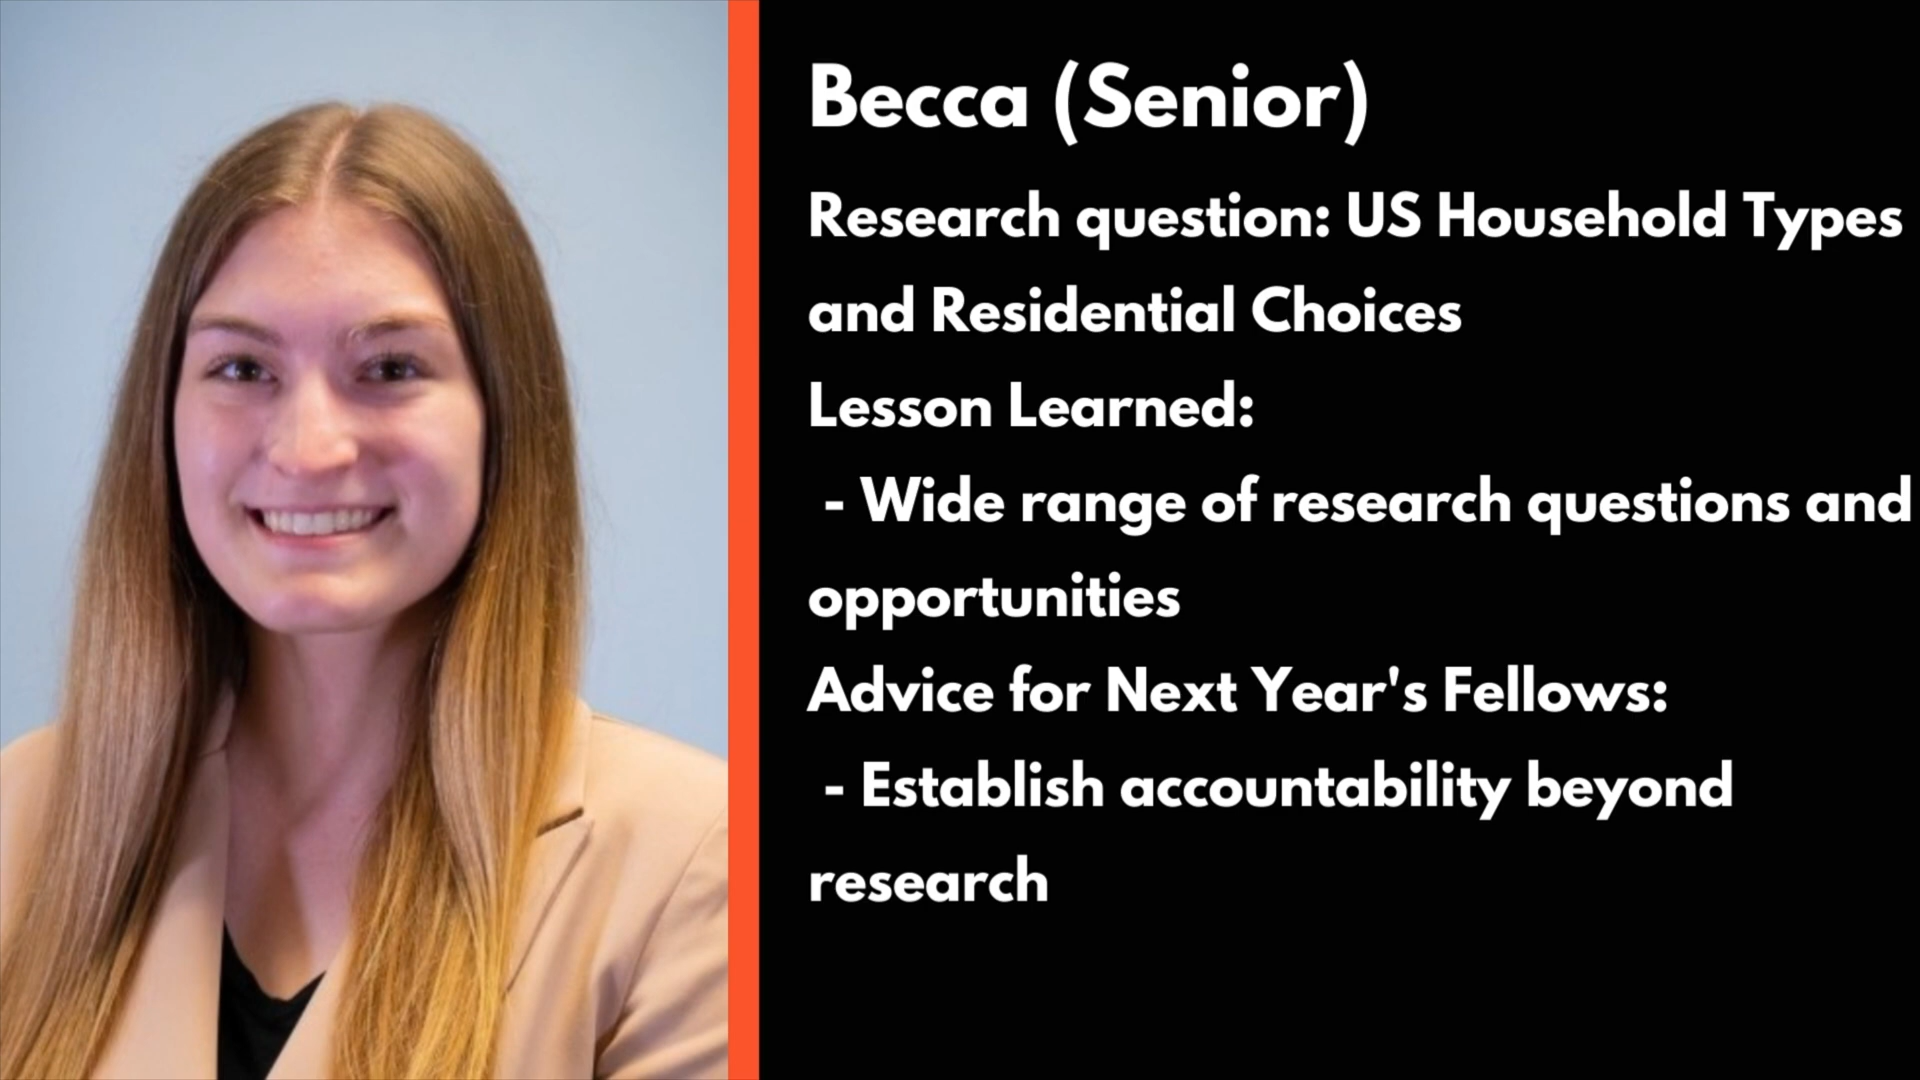 Becca (Senior)
Research question: US Household Types
and Residential Choices
Lesson Learned:
- Wide range of research questions and
opportunities
Advice for Next Year's Fellows:
- Establish accountability beyond
research